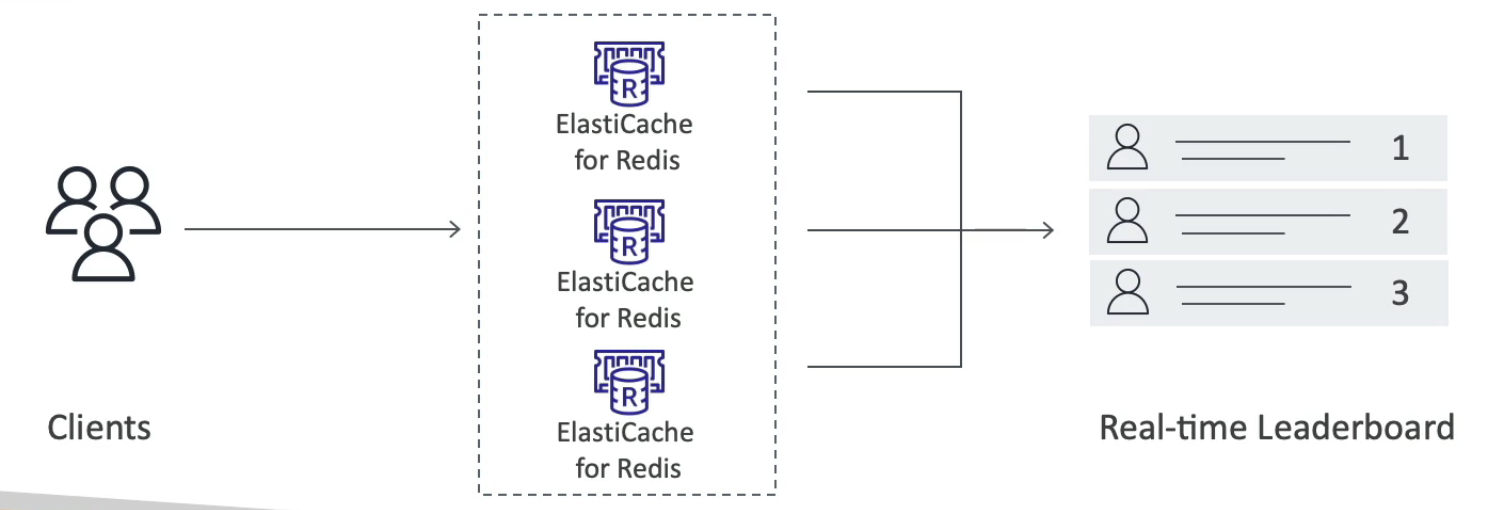 Clients
R
ElastiCache
for Redis
R
ElastiCache
for Redis
R
ElastiCache
for Redis
1
2
3
Real-time Leaderboard